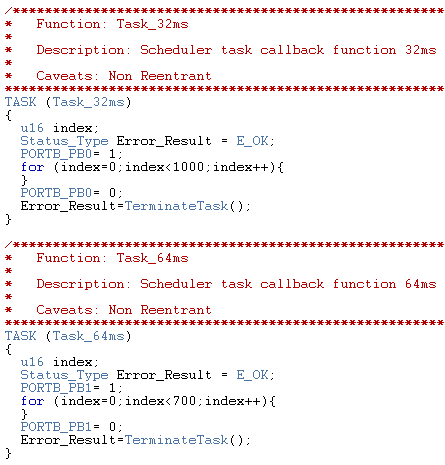 /******************************************************
*   Function: Task_32ms
*
*   Description: Scheduler task callback function 32ms
*
*   Caveats: Non Reentrant
*******************************************************
TASK (Task_32ms)
{
  u16 index;
  Status_Type Error_Result = E_OK;
  PORTB_PB0= 1;
  for (index=0;index<1000;index++){
  }
  PORTB_PB0= 0;
  Error_Result=TerminateTask();
}
/******************************************************
*   Function: Task_64ms
*
*   Description: Scheduler task callback function 64ms
*
*   Caveats: Non Reentrant
*******************************************************
TASK (Task_64ms)
{
  u16 index;
  Status_Type Error_Result = E_OK;
  PORTB_PB1= 1;
  for (index=0;index<700;index++){
  }
  PORTB_PB1= 0;
  Error_Result=TerminateTask();
}